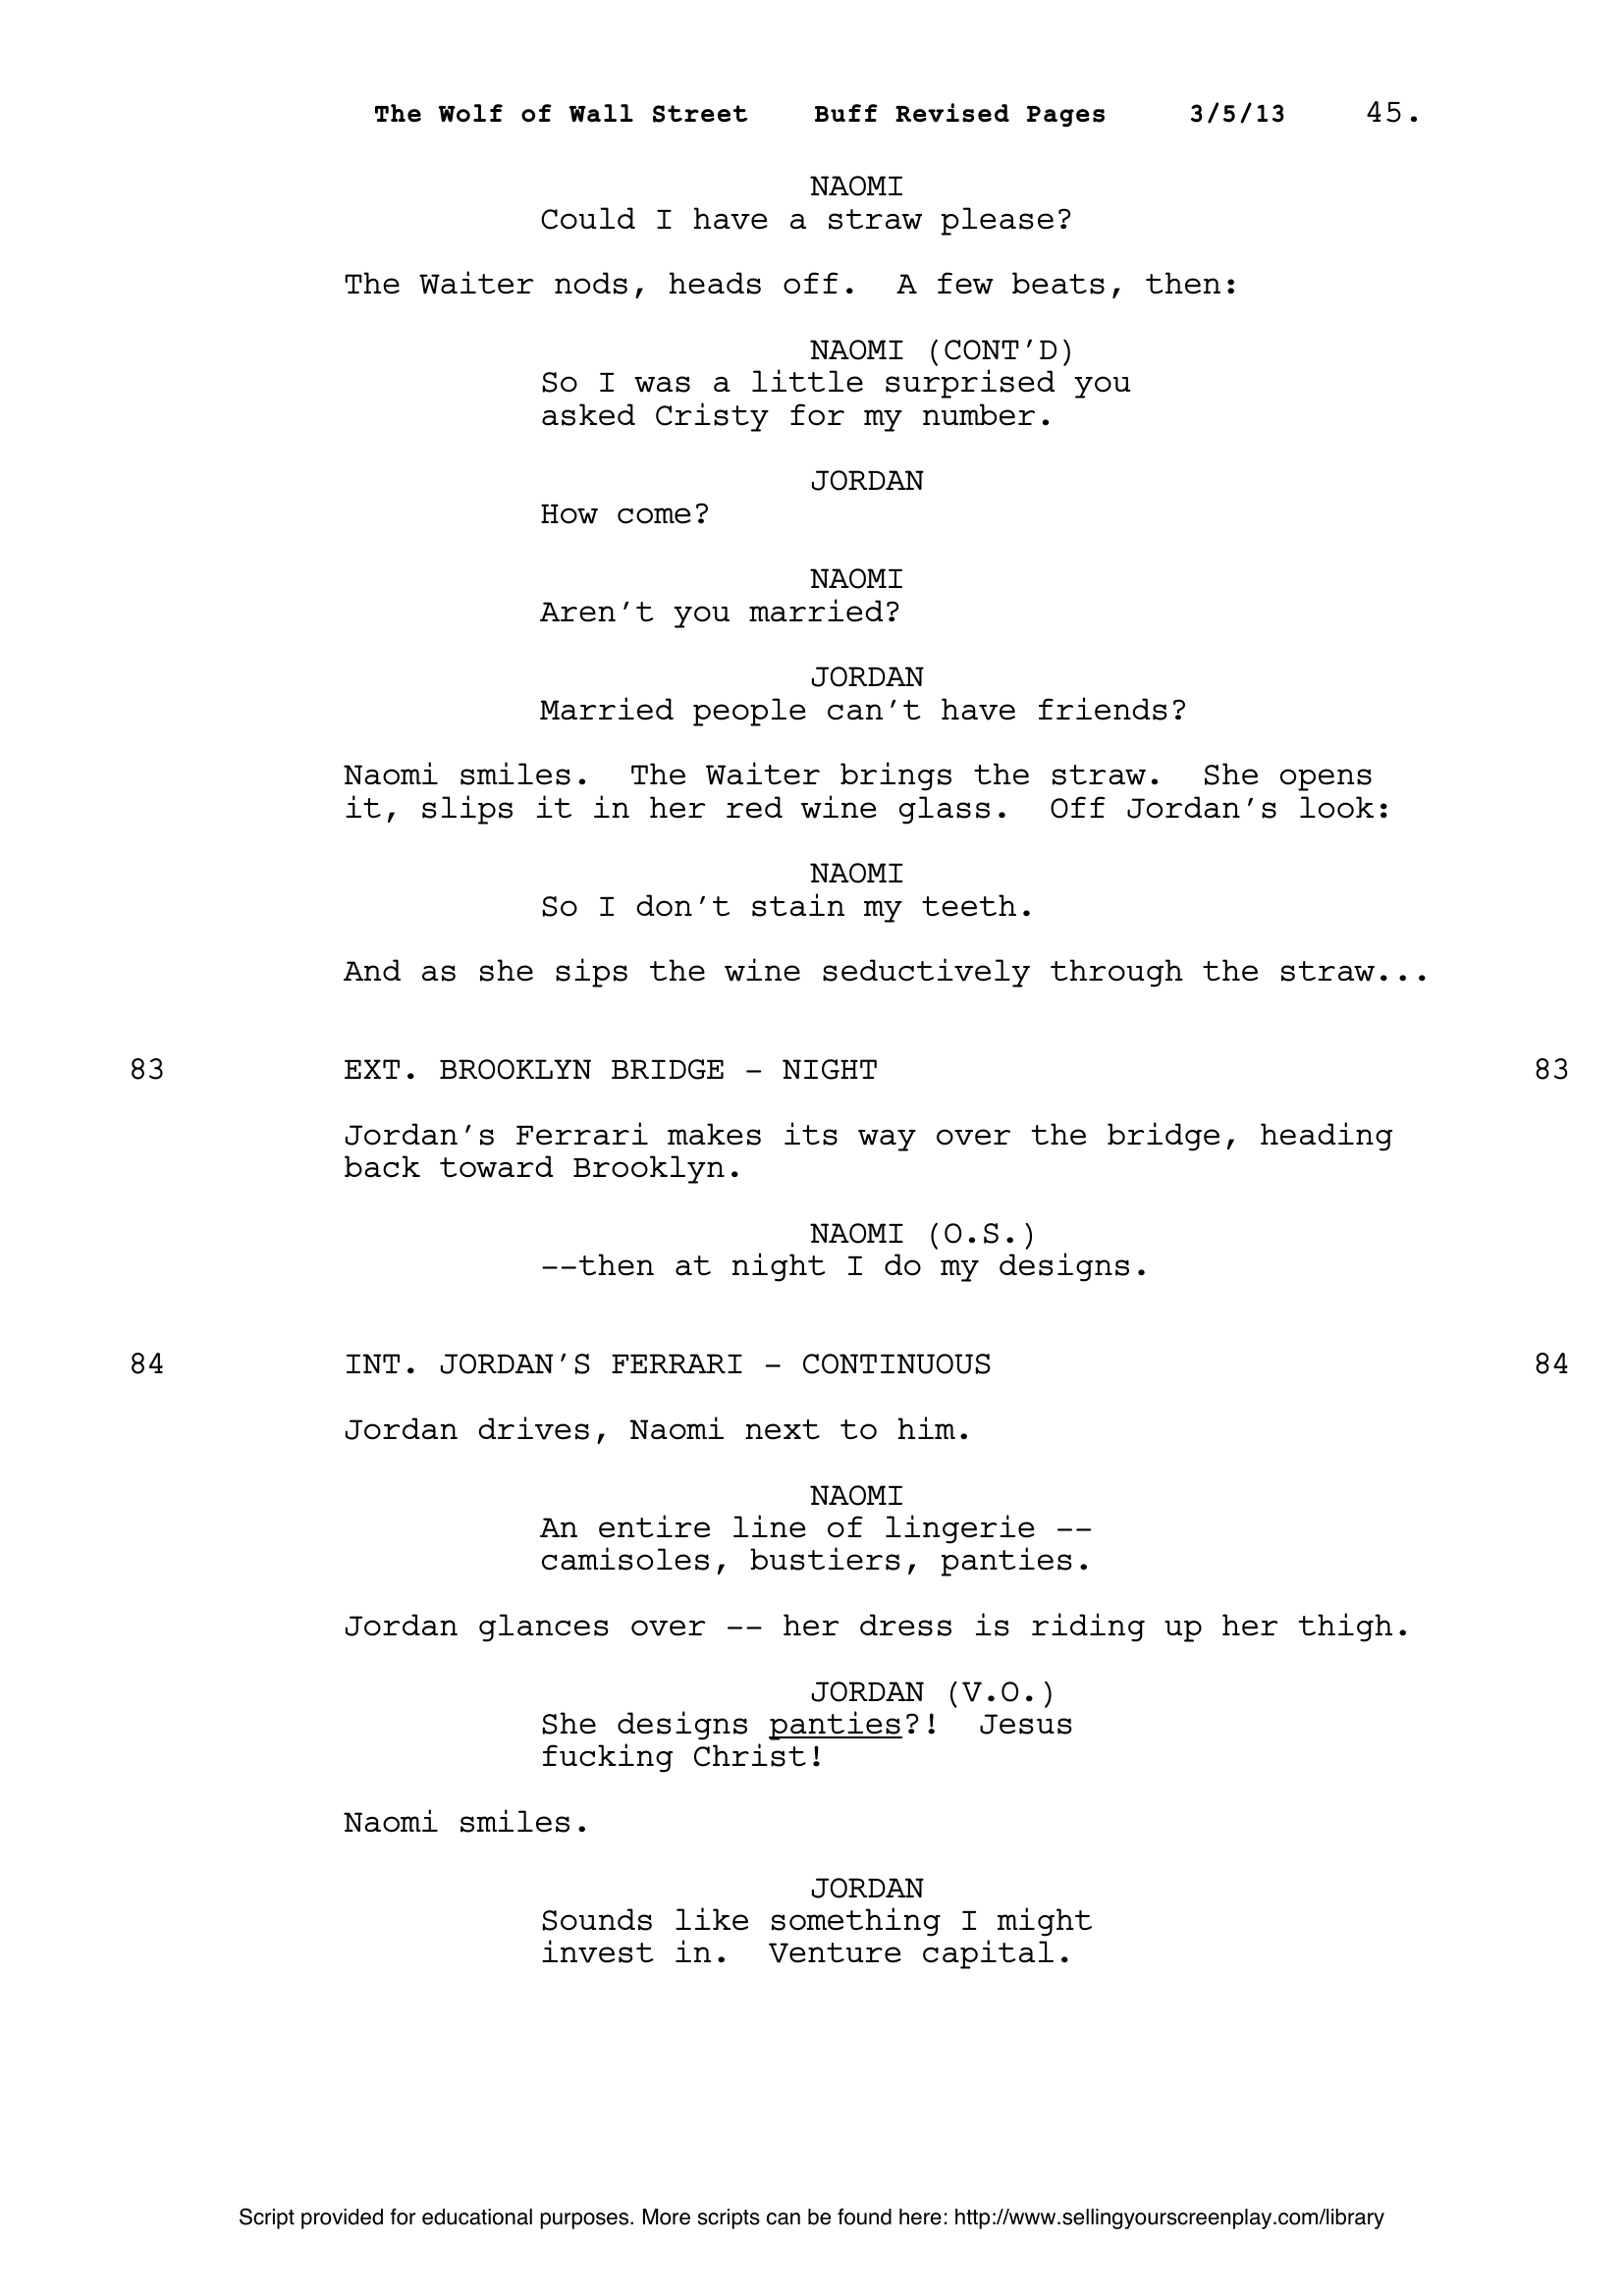 The Wolf of Wall Street Buff Revised Pages 3/5/13 45.
NAOMI
Could I have a straw please?
The Waiter nods, heads off. A few beats, then:
NAOMI (CONT'D)
So I was a little surprised you
asked Cristy for my number.
JORDAN
How come?
NAOMI
Aren't you married?
JORDAN
Married people can't have friends?
Naomi smiles. The Waiter brings the straw. She opens
it, slips it in her red wine glass. Off Jordan's look:
NAOMI
So I don't stain my teeth.
And as she sips the wine seductively through the straw...
83 EXT. BROOKLYN BRIDGE - NIGHT 83
Jordan's Ferrari makes its way over the bridge, heading
back toward Brooklyn.
NAOMI (O.S.)
--then at night I do my designs.
84 INT. JORDAN'S FERRARI - CONTINUOUS 84
Jordan drives, Naomi next to him.
NAOMI
An entire line of lingerie --
camisoles, bustiers, panties.
Jordan glances over -- her dress is riding up her thigh.
JORDAN (V.O.)
She designs panties?! Jesus
fucking Christ!
Naomi smiles.
JORDAN
Sounds like something I might
invest in. Venture capital.
Script provided for educational purposes. More scripts can be found here: http://www.sellingyourscreenplay.com/library